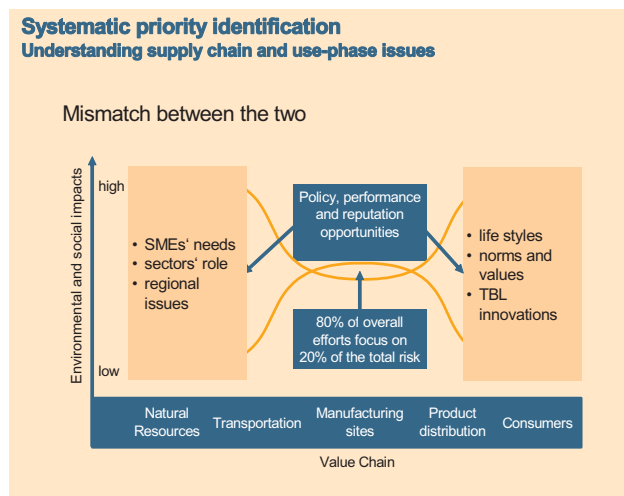 Systematic priority identification
Understanding supply chain and use-phase issues
Mismatch between the two
Environmental and social impacts
high
low
• SMEs‘ needs
• sectors‘ role
• regional
issues
Policy, performance
and reputation
opportunities
80% of overall
efforts focus on
20% of the total risk
• life styles
• norms and
values
• TBL
innovations
Natural
Resources
Transportation
Manufacturing
sites
Product
distribution
Consumers
Value Chain